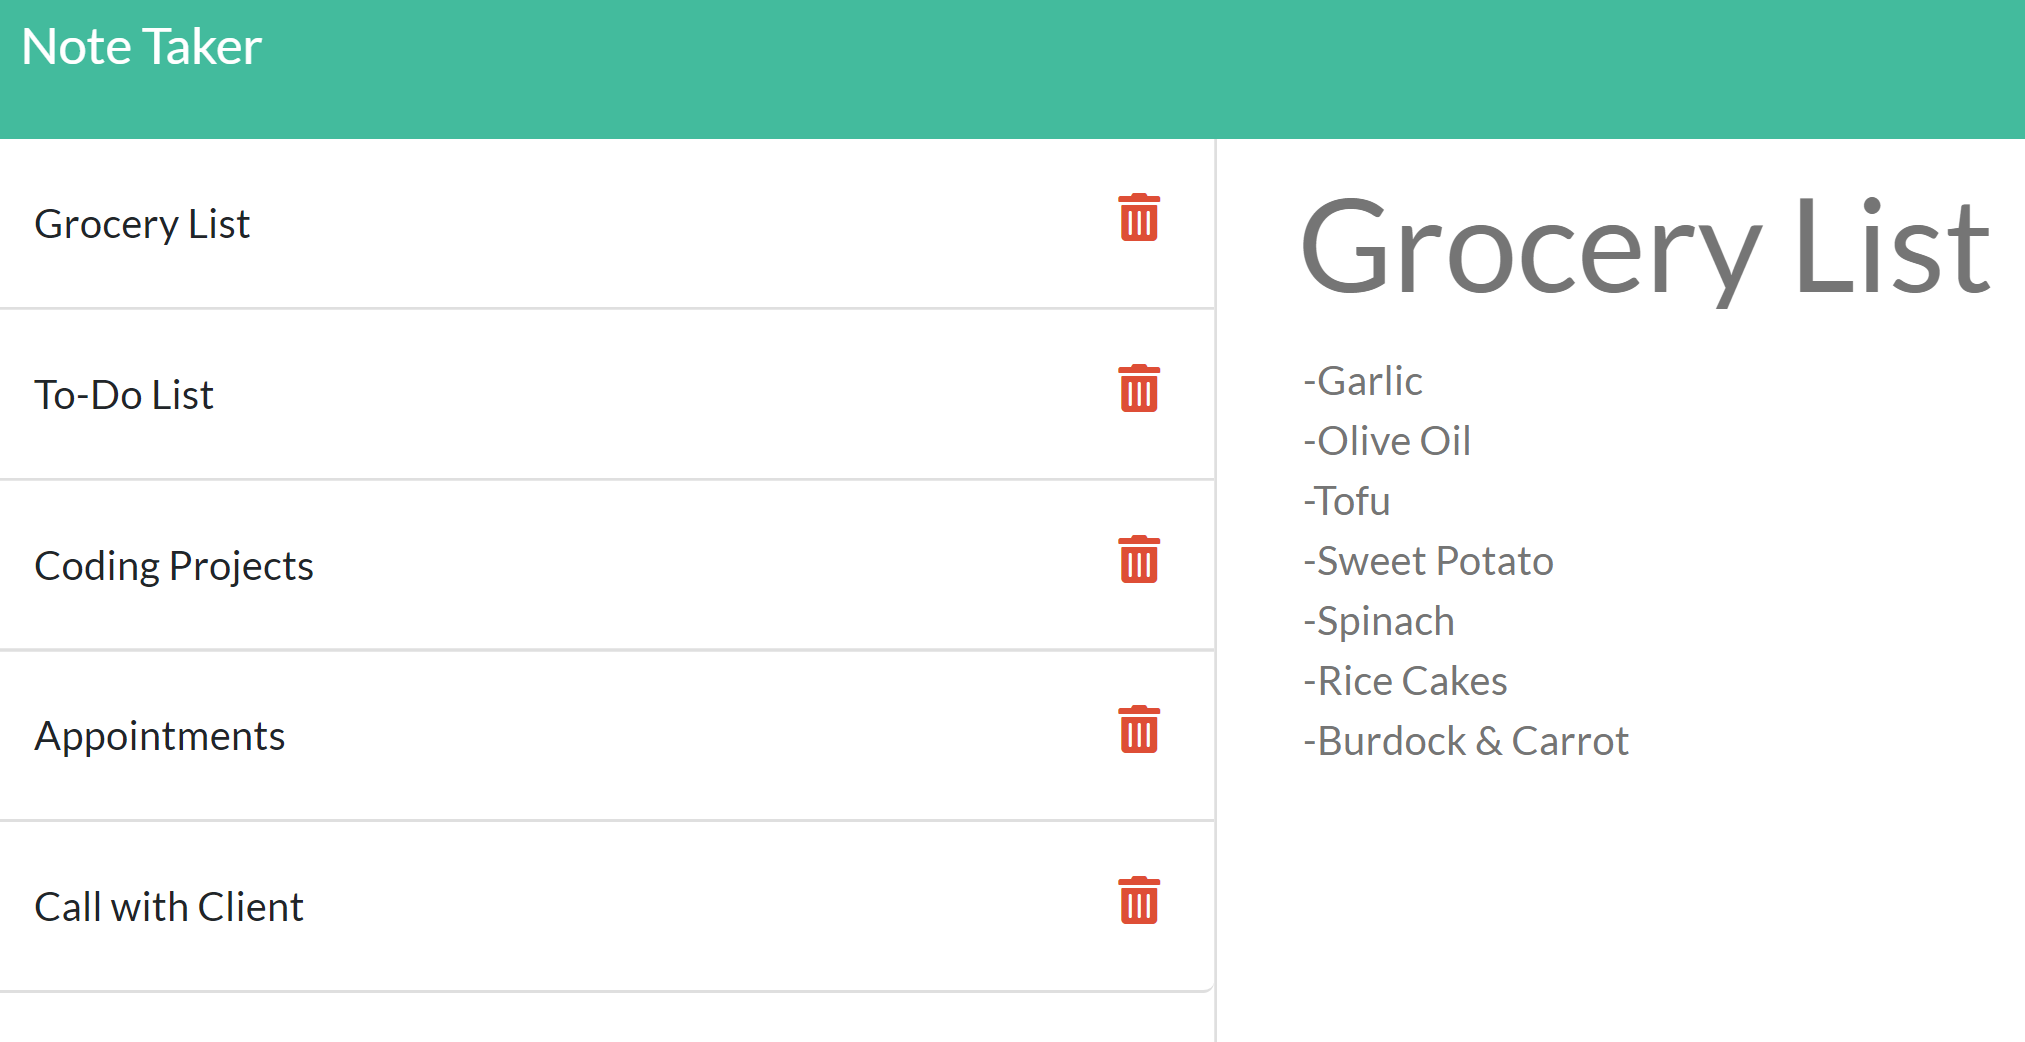 Note Taker
Grocery List
To-Do List
Coding Projects
Appointments
Call with Client
Grocery List
-Garlic
-Olive Oil
-Tofu
-Sweet Potato
-Spinach
-Rice Cakes
-Burdock & Carrot